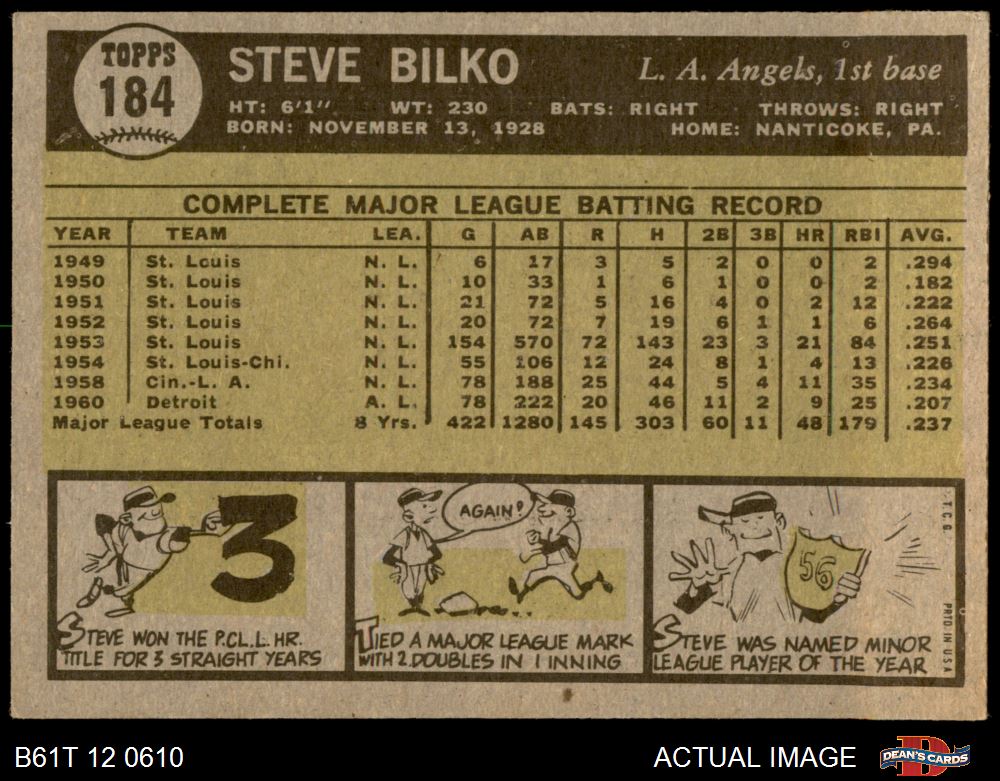 TOPPS
184
STEVE BILKO
L. A. Angels, 1st base
HT: 6'1" WT: 230 BATS: RIGHT THROWS: RIGHT
BORN: NOVEMBER 13, 1928 HOME: NANTICOKE, PA.
COMPLETE MAJOR LEAGUE BATTING RECORD
YEAR TEAM LEA. G AB R H 2B 3B HR RBI AVG.
1949 St. Louis N. L. 6 17 3 5 2 0 0 2 .294
1950 St. Louis N. L. 10 33 1 6 1 0 0 2 .182
1951 St. Louis N. L. 21 72 5 16 4 0 2 12 .222
1952 St. Louis N. L. 20 72 7 19 6 1 1 6 .264
1953 St. Louis N. L. 154 570 72 143 23 3 21 84 .251
1954 St. Louis-Chi. N. L. 55 106 12 24 8 1 4 13 .226
1958 Cin.-L. A. N. L. 78 188 25 44 5 4 11 35 .234
1960 Detroit A. L. 78 222 20 46 11 2 9 25 .207
Major League Totals 8 Yrs. 422 1280 145 303 60 11 48 179 .237
3
STEVE WON THE P.C.L. H.R.
TITLE FOR 3 STRAIGHT YEARS
AGAIN!
TIED A MAJOR LEAGUE MARK
WITH 2 DOUBLES IN 1 INNING
56
STEVE WAS NAMED MINOR
LEAGUE PLAYER OF THE YEAR
T.C.G.
PRTD. IN U.S.A.
B61T 12 0610
ACTUAL IMAGE
DEAN'S CARDS